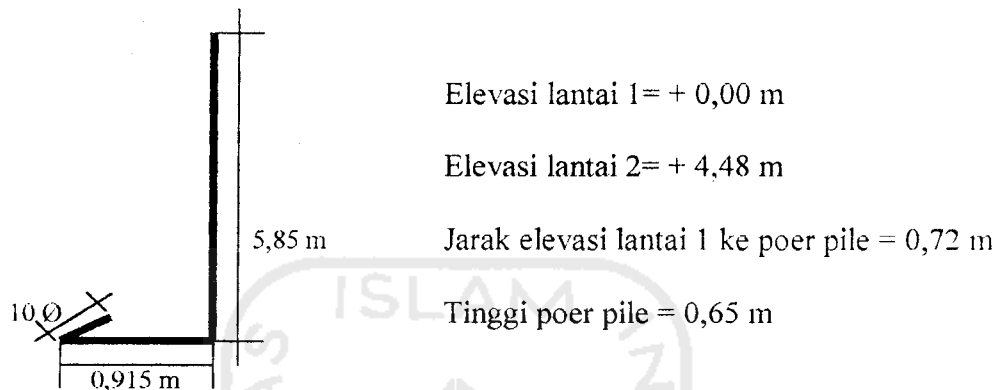 Elevasi lantai 1= + 0,00 m
Elevasi lantai 2= + 4,48 m
5,85 m
Jarak elevasi lantai 1 ke poer pile = 0,72 m
ISLAM
10 Ø
Tinggi poer pile = 0,65 m
0,915 m